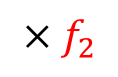 × f₂